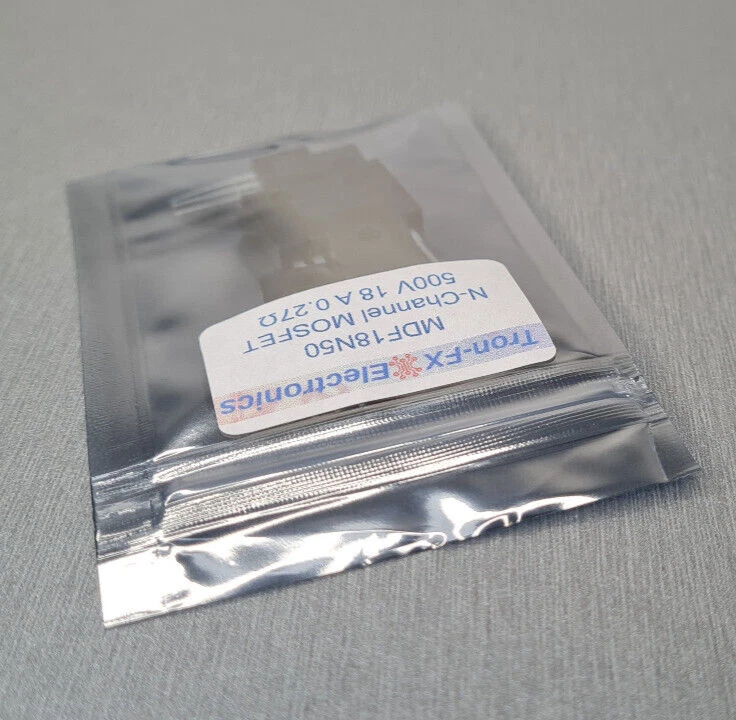 Tron-FX Electronics
MDF18N50
N-Channel MOSFET
500V 18 A 0.27Ω